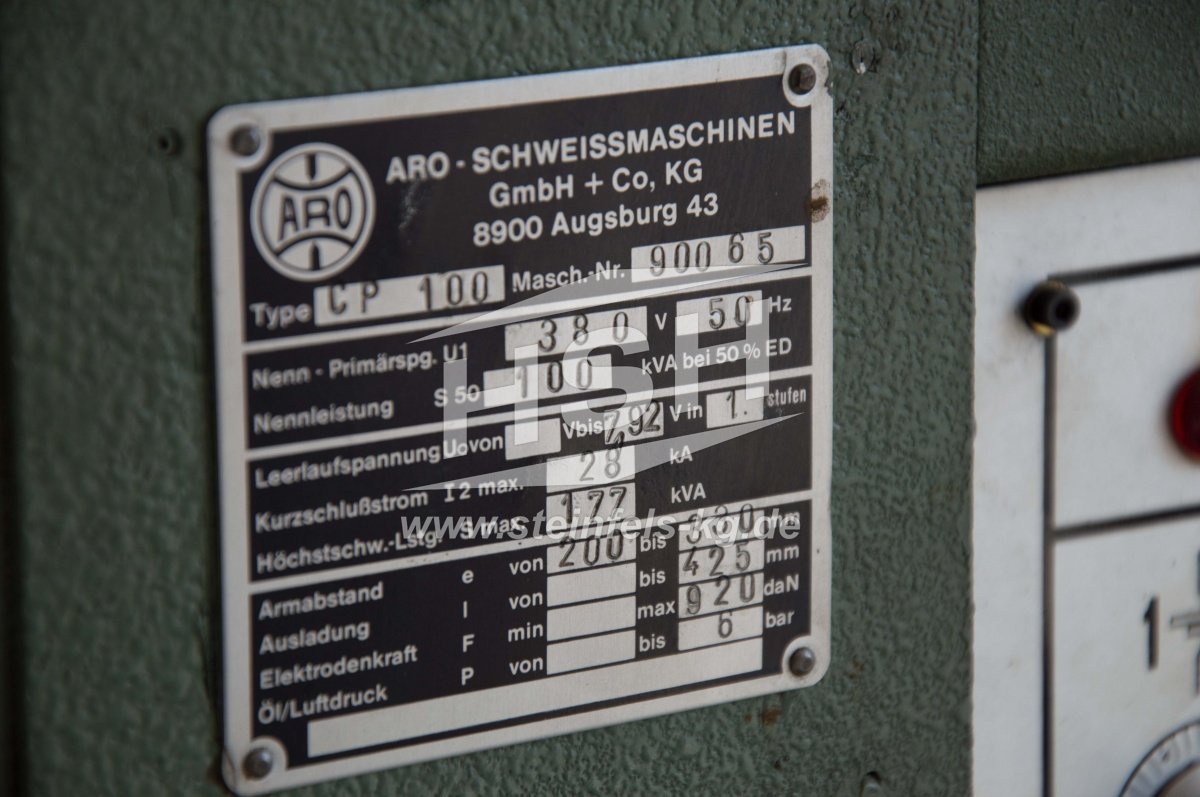 ARO
ARO - SCHWEISSMASCHINEN
GmbH + Co, KG
8900 Augsburg 43
Type CP 100 Masch.-Nr. 90065
Nenn - Primärspg. U1 380 V 50 Hz
Nennleistung S 50 100 kVA bei 50 % ED
Leerlaufspannung Uo von Vbis 7,92 V in 1. stufen
Kurzschlußstrom I2 max. 28 kA
Höchstschw.-Lstg. S/max. 177 kVA
Armabstand e von 200 bis mm
Ausladung l von bis 425 mm
Elektrodenkraft F min max 920 daN
Öl/Luftdruck P von bis 6 bar
HSH
www.steinfels-kg.de
1